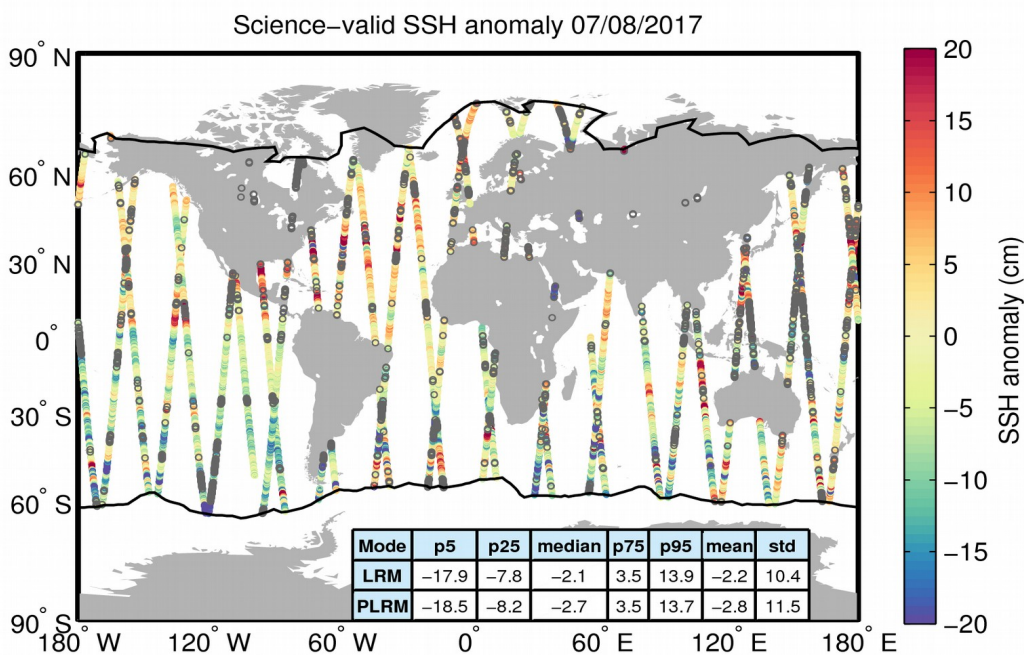 Science−valid SSH anomaly 07/08/2017
90° N
60° N
30° N
0°
30° S
60° S
90° S
180° W
120° W
60° W
0°
60° E
120° E
180° E
20
15
10
5
0
−5
−10
−15
−20
SSH anomaly (cm)
Mode p5 p25 median p75 p95 mean std
LRM −17.9 −7.8 −2.1 3.5 13.9 −2.2 10.4
PLRM −18.5 −8.2 −2.7 3.5 13.7 −2.8 11.5